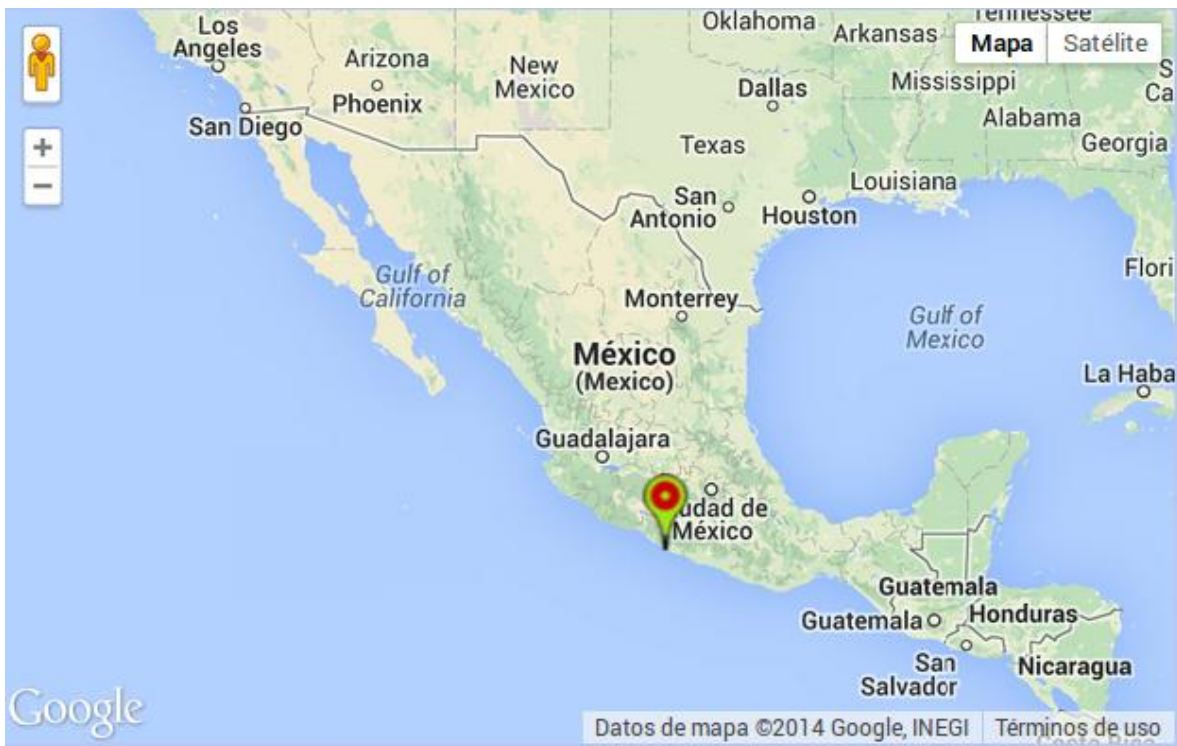 Los
Angeles
Arizona
Phoenix
San Diego
New
Mexico
Oklahoma
Arkansas
Tennessee
Mapa
Satélite
Dallas
Mississippi
Alabama
Georgia
S
Ca
Texas
Louisiana
San
Antonio
Houston
Flori
Gulf of
California
Monterrey
Gulf of
Mexico
México
(Mexico)
La Haba
Guadalajara
udad de
México
Guatemala
Guatemala
Honduras
San
Salvador
Nicaragua
Google
Datos de mapa ©2014 Google, INEGI
Términos de uso